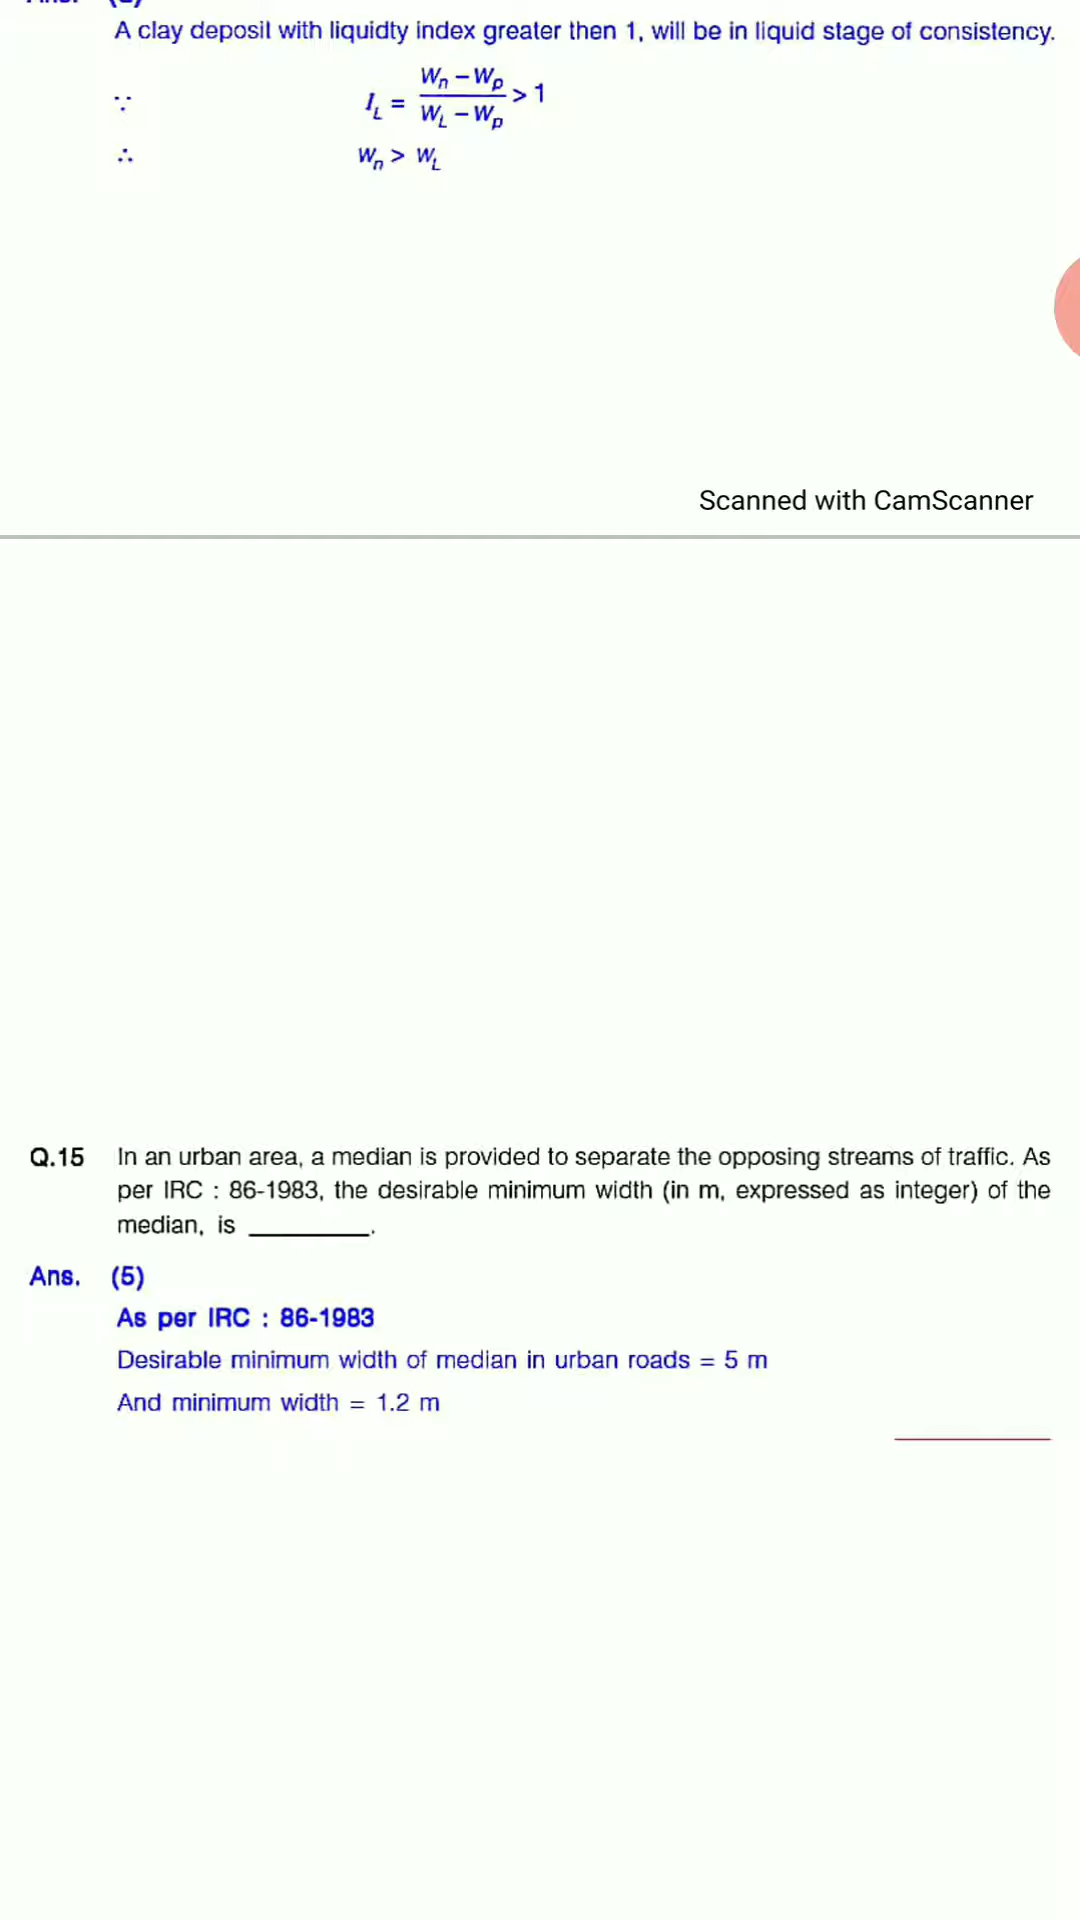 A clay deposit with liquidty index greater then 1, will be in liquid stage of consistency.
∵ I_L = (w_n – w_p)/(w_L – w_p) > 1
∴ w_n > w_L
Scanned with CamScanner
Q.15 In an urban area, a median is provided to separate the opposing streams of traffic. As
per IRC : 86-1983, the desirable minimum width (in m, expressed as integer) of the
median, is ________.
Ans. (5)
As per IRC : 86-1983
Desirable minimum width of median in urban roads = 5 m
And minimum width = 1.2 m